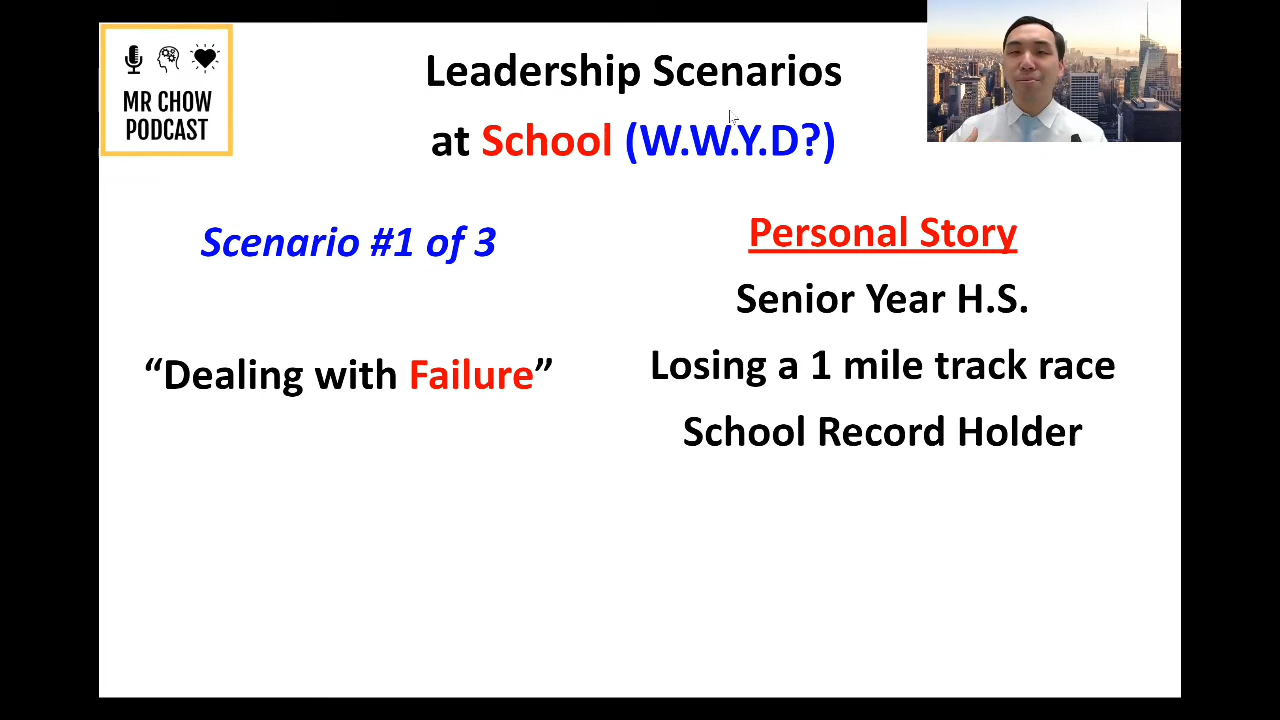 MR CHOW
PODCAST
Leadership Scenarios
at School (W.W.Y.D?)
Scenario #1 of 3
“Dealing with Failure”
Personal Story
Senior Year H.S.
Losing a 1 mile track race
School Record Holder